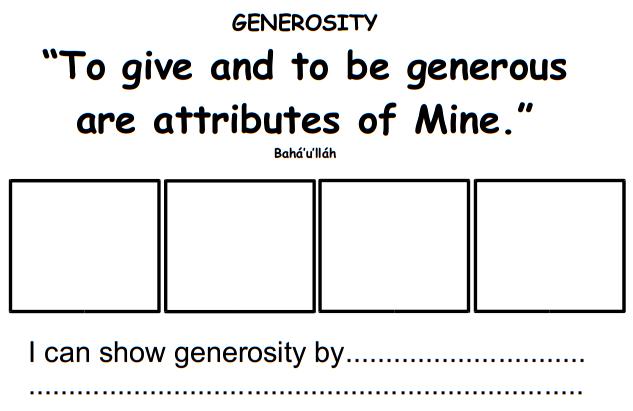 GENEROSITY
“To give and to be generous
are attributes of Mine.”
Bahá’u’lláh
I can show generosity by..............................
.....................................................................